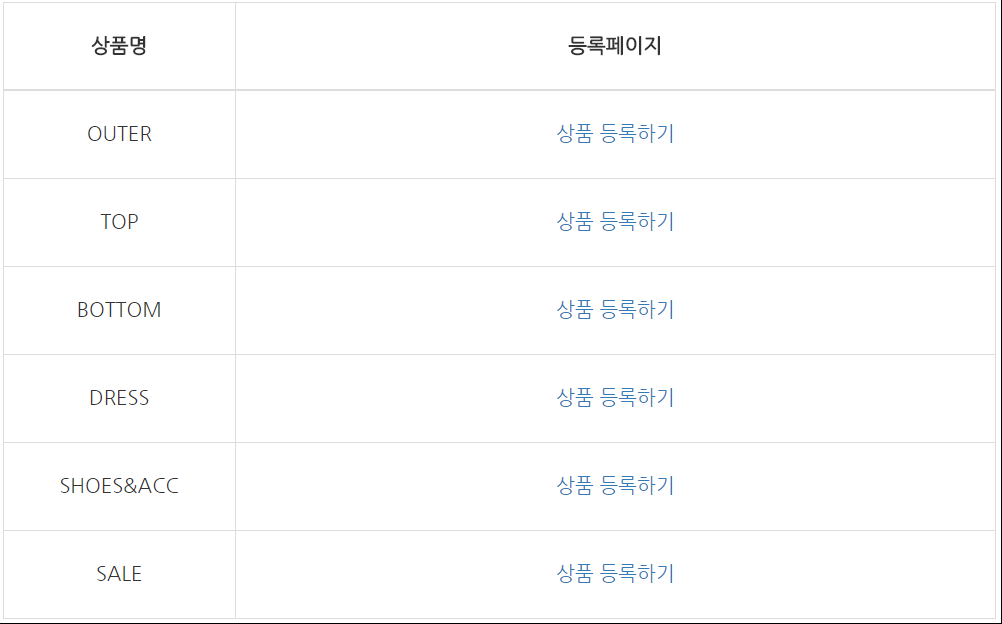 상품명 등록페이지
OUTER 상품 등록하기
TOP 상품 등록하기
BOTTOM 상품 등록하기
DRESS 상품 등록하기
SHOES&ACC 상품 등록하기
SALE 상품 등록하기